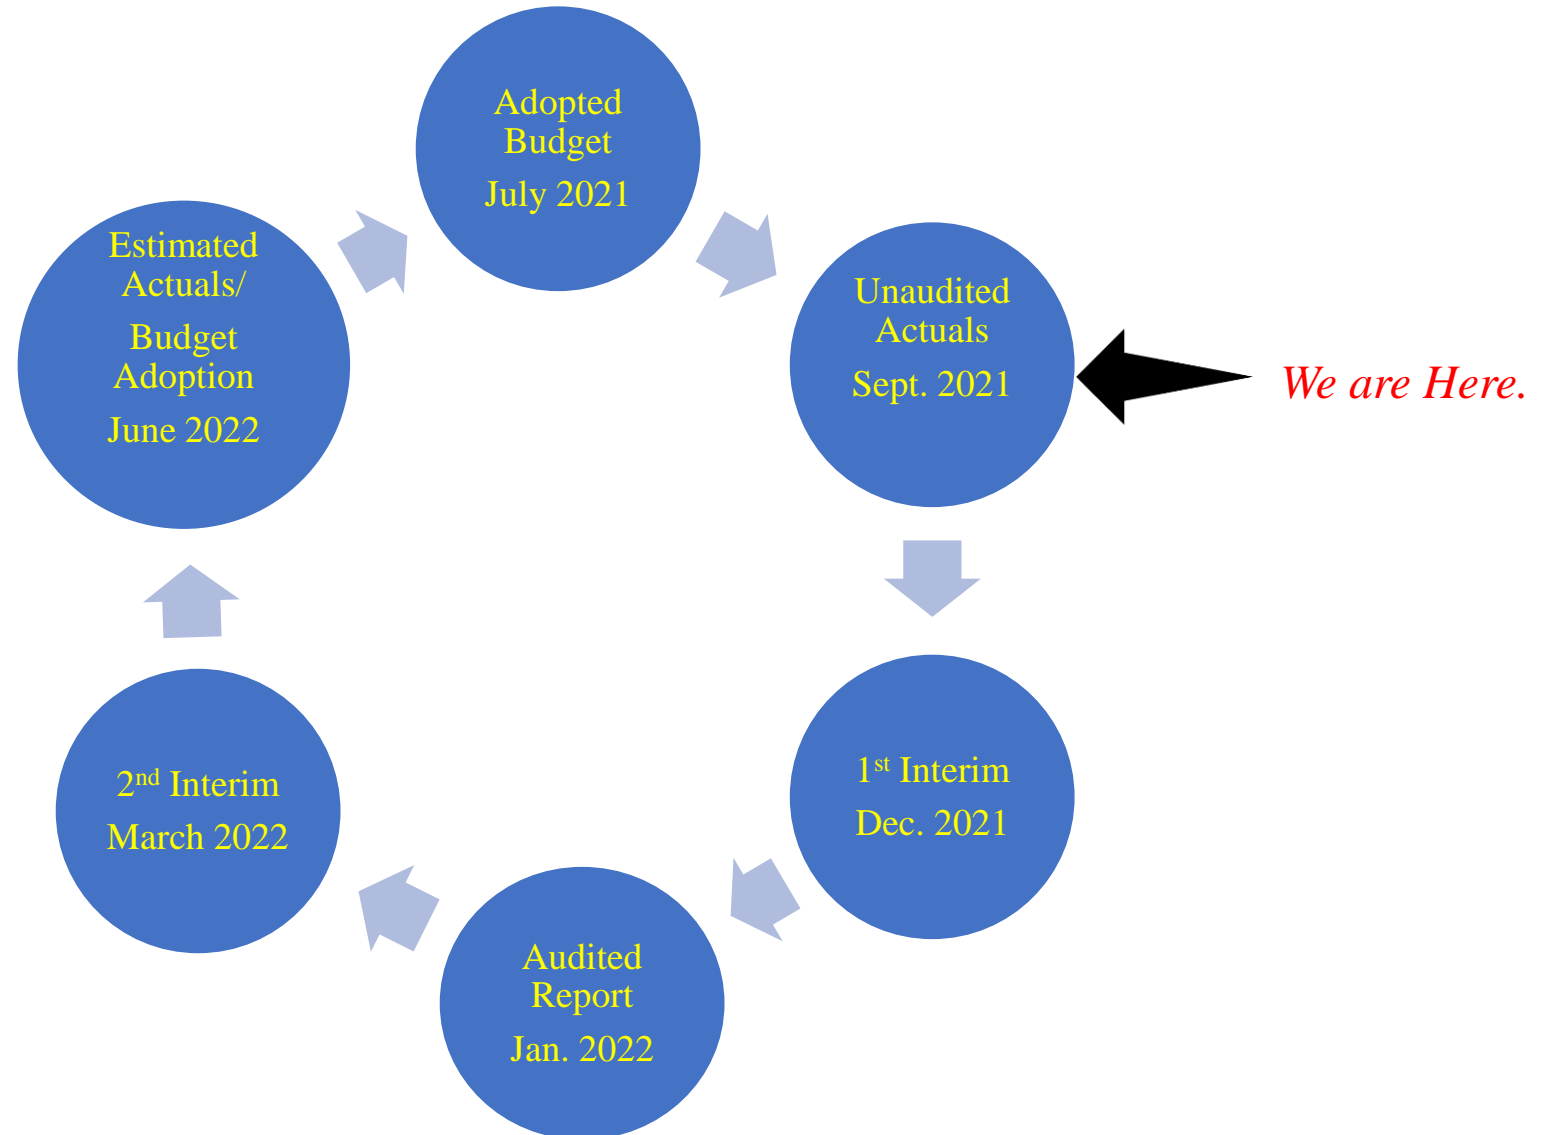 Adopted
Budget
July 2021
Unaudited
Actuals
Sept. 2021
We are Here.
1st Interim
Dec. 2021
Audited
Report
Jan. 2022
2nd Interim
March 2022
Estimated
Actuals/
Budget
Adoption
June 2022